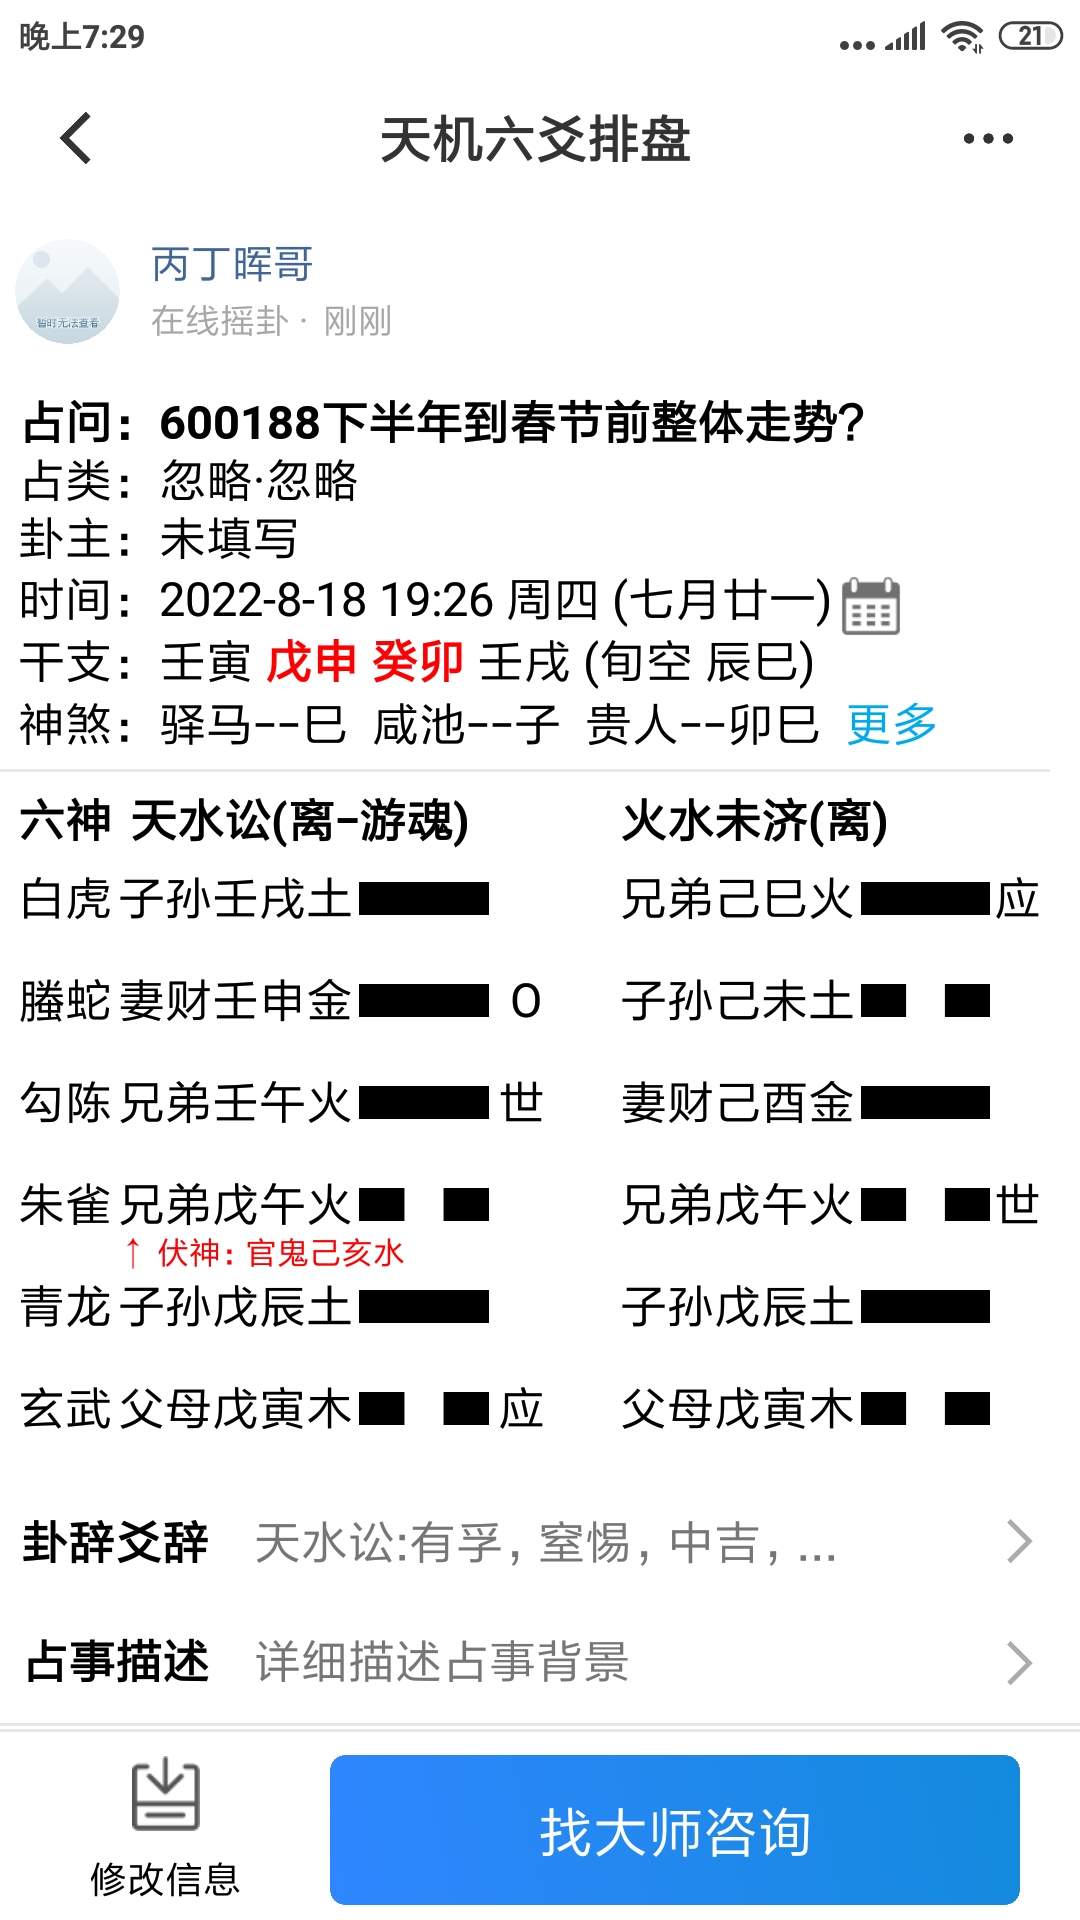 晚上7:29
21
天机六爻排盘
丙丁晖哥
在线摇卦 · 刚刚
暂时无法查看
占问：600188下半年到春节前整体走势？
占类：忽略·忽略
卦主：未填写
时间：2022-8-18 19:26 周四 (七月廿一)
干支：壬寅 戊申 癸卯 壬戌 (旬空 辰巳)
神煞：驿马--巳 咸池--子 贵人--卯巳 更多
六神 天水讼(离-游魂) 火水未济(离)
白虎 子孙壬戌土 兄弟己巳火 应
螣蛇 妻财壬申金 O 子孙己未土
勾陈 兄弟壬午火 世 妻财己酉金
朱雀 兄弟戊午火 兄弟戊午火 世
↑ 伏神：官鬼己亥水
青龙 子孙戊辰土 子孙戊辰土
玄武 父母戊寅木 应 父母戊寅木
卦辞爻辞 天水讼:有孚，窒惕，中吉，...
占事描述 详细描述占事背景
修改信息
找大师咨询